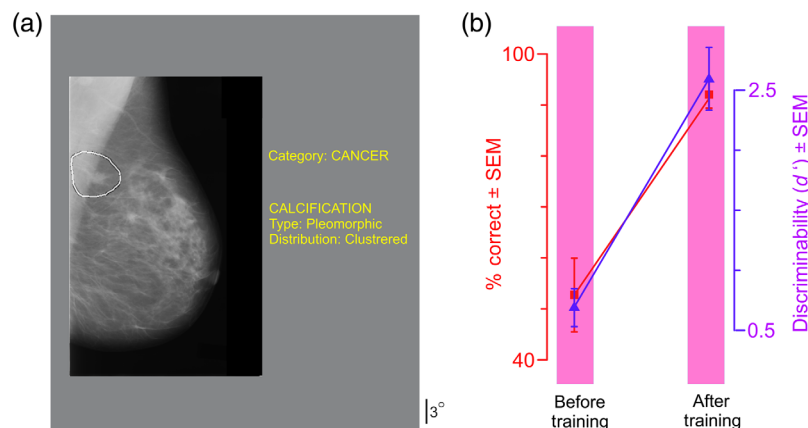 (a)
Category: CANCER
CALCIFICATION
Type: Pleomorphic
Distribution: Clustrered
3°
(b)
% correct ± SEM
100
40
Discriminability (d‘) ± SEM
2.5
0.5
Before
training
After
training